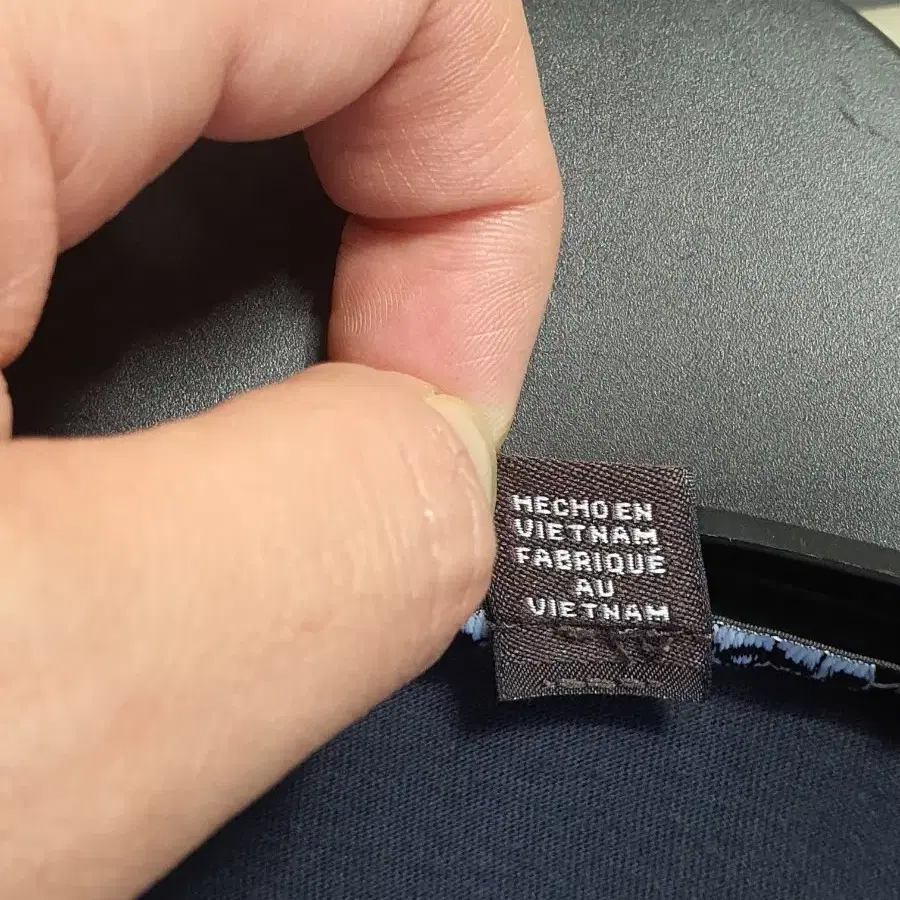 HECHO EN
VIETNAM
FABRIQUÉ
AU
VIETNAM